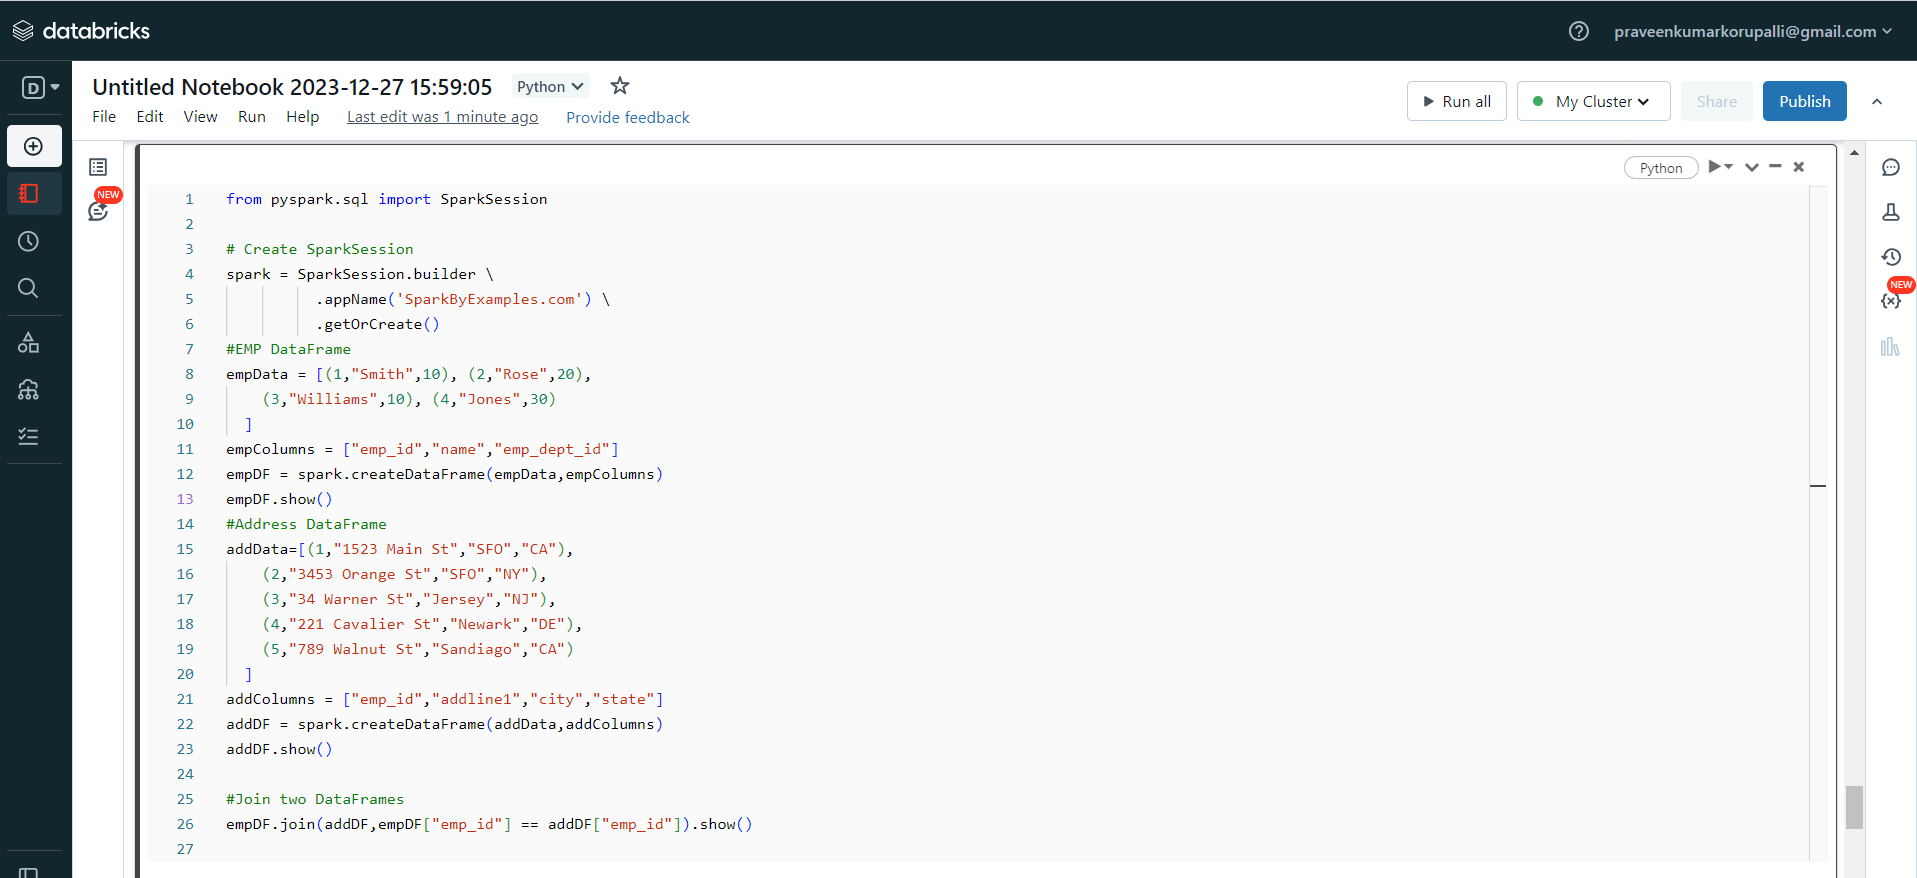 databricks
praveenkumarkorupalli@gmail.com
D
Untitled Notebook 2023-12-27 15:59:05 Python
Run all My Cluster Share Publish
File Edit View Run Help Last edit was 1 minute ago Provide feedback
Python
NEW
NEW
1 from pyspark.sql import SparkSession
2
3 # Create SparkSession
4 spark = SparkSession.builder \
5 .appName('SparkByExamples.com') \
6 .getOrCreate()
7 #EMP DataFrame
8 empData = [(1,"Smith",10), (2,"Rose",20),
9 (3,"Williams",10), (4,"Jones",30)
10 ]
11 empColumns = ["emp_id","name","emp_dept_id"]
12 empDF = spark.createDataFrame(empData,empColumns)
13 empDF.show()
14 #Address DataFrame
15 addData=[(1,"1523 Main St","SFO","CA"),
16 (2,"3453 Orange St","SFO","NY"),
17 (3,"34 Warner St","Jersey","NJ"),
18 (4,"221 Cavalier St","Newark","DE"),
19 (5,"789 Walnut St","Sandiago","CA")
20 ]
21 addColumns = ["emp_id","addline1","city","state"]
22 addDF = spark.createDataFrame(addData,addColumns)
23 addDF.show()
24
25 #Join two DataFrames
26 empDF.join(addDF,empDF["emp_id"] == addDF["emp_id"]).show()
27